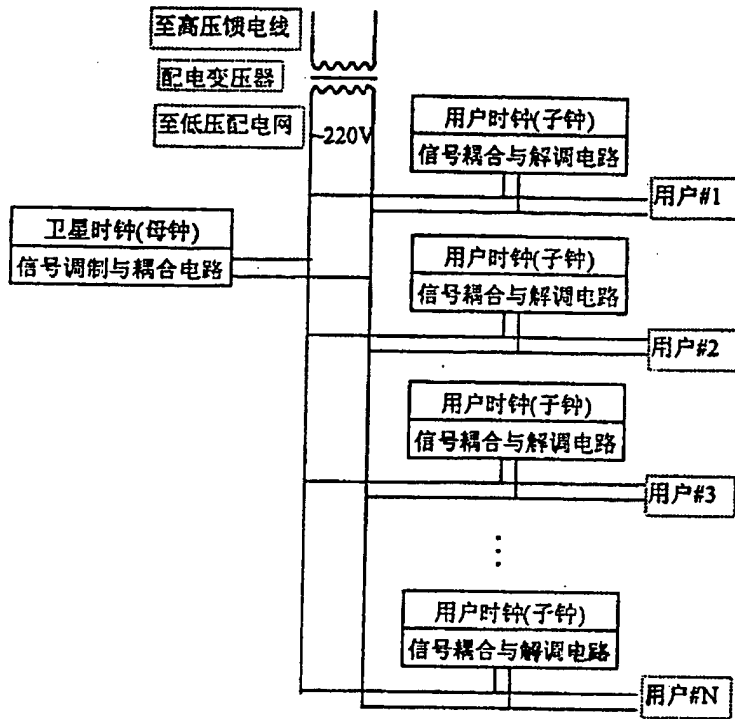 至高压馈电线
配电变压器
至低压配电网
~220V
用户时钟(子钟)
信号耦合与解调电路
用户#1
卫星时钟(母钟)
信号调制与耦合电路
用户时钟(子钟)
信号耦合与解调电路
用户#2
用户时钟(子钟)
信号耦合与解调电路
用户#3
用户时钟(子钟)
信号耦合与解调电路
用户#N